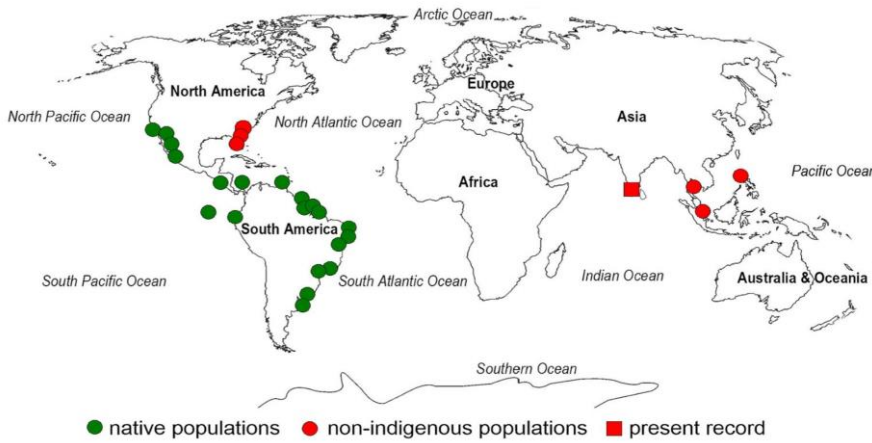 Arctic Ocean
Europe
North America
North Pacific Ocean
North Atlantic Ocean
Asia
Pacific Ocean
Africa
South America
South Pacific Ocean
South Atlantic Ocean
Indian Ocean
Australia & Oceania
Southern Ocean
native populations non-indigenous populations present record